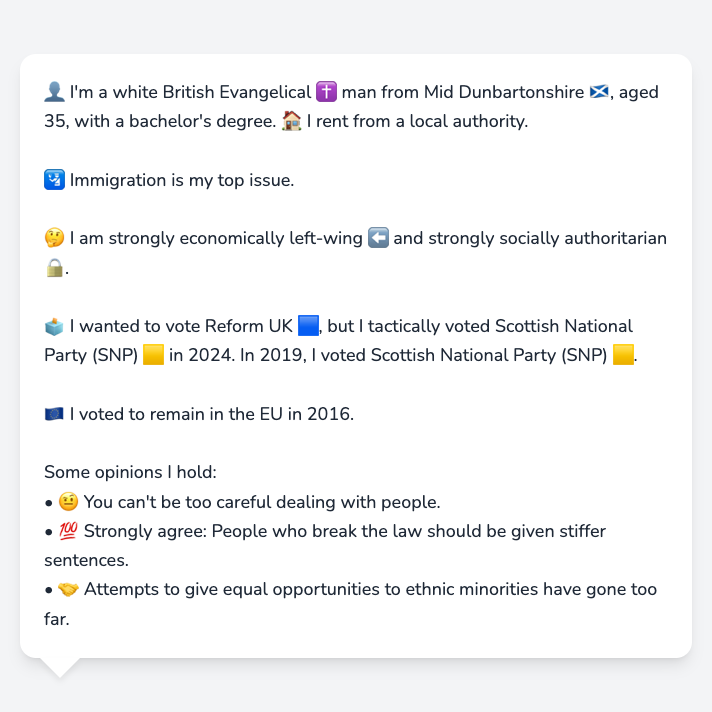 👤 I'm a white British Evangelical ✝️ man from Mid Dunbartonshire 🏴󠁧󠁢󠁳󠁣󠁴󠁿, aged
35, with a bachelor's degree. 🏠 I rent from a local authority.
🛂 Immigration is my top issue.
🤔 I am strongly economically left-wing ⬅️ and strongly socially authoritarian
🔒.
🗳️ I wanted to vote Reform UK 🟦, but I tactically voted Scottish National
Party (SNP) 🟨 in 2024. In 2019, I voted Scottish National Party (SNP) 🟨.
🇪🇺 I voted to remain in the EU in 2016.
Some opinions I hold:
• 🤨 You can't be too careful dealing with people.
• 💯 Strongly agree: People who break the law should be given stiffer
sentences.
• 🤝 Attempts to give equal opportunities to ethnic minorities have gone too
far.